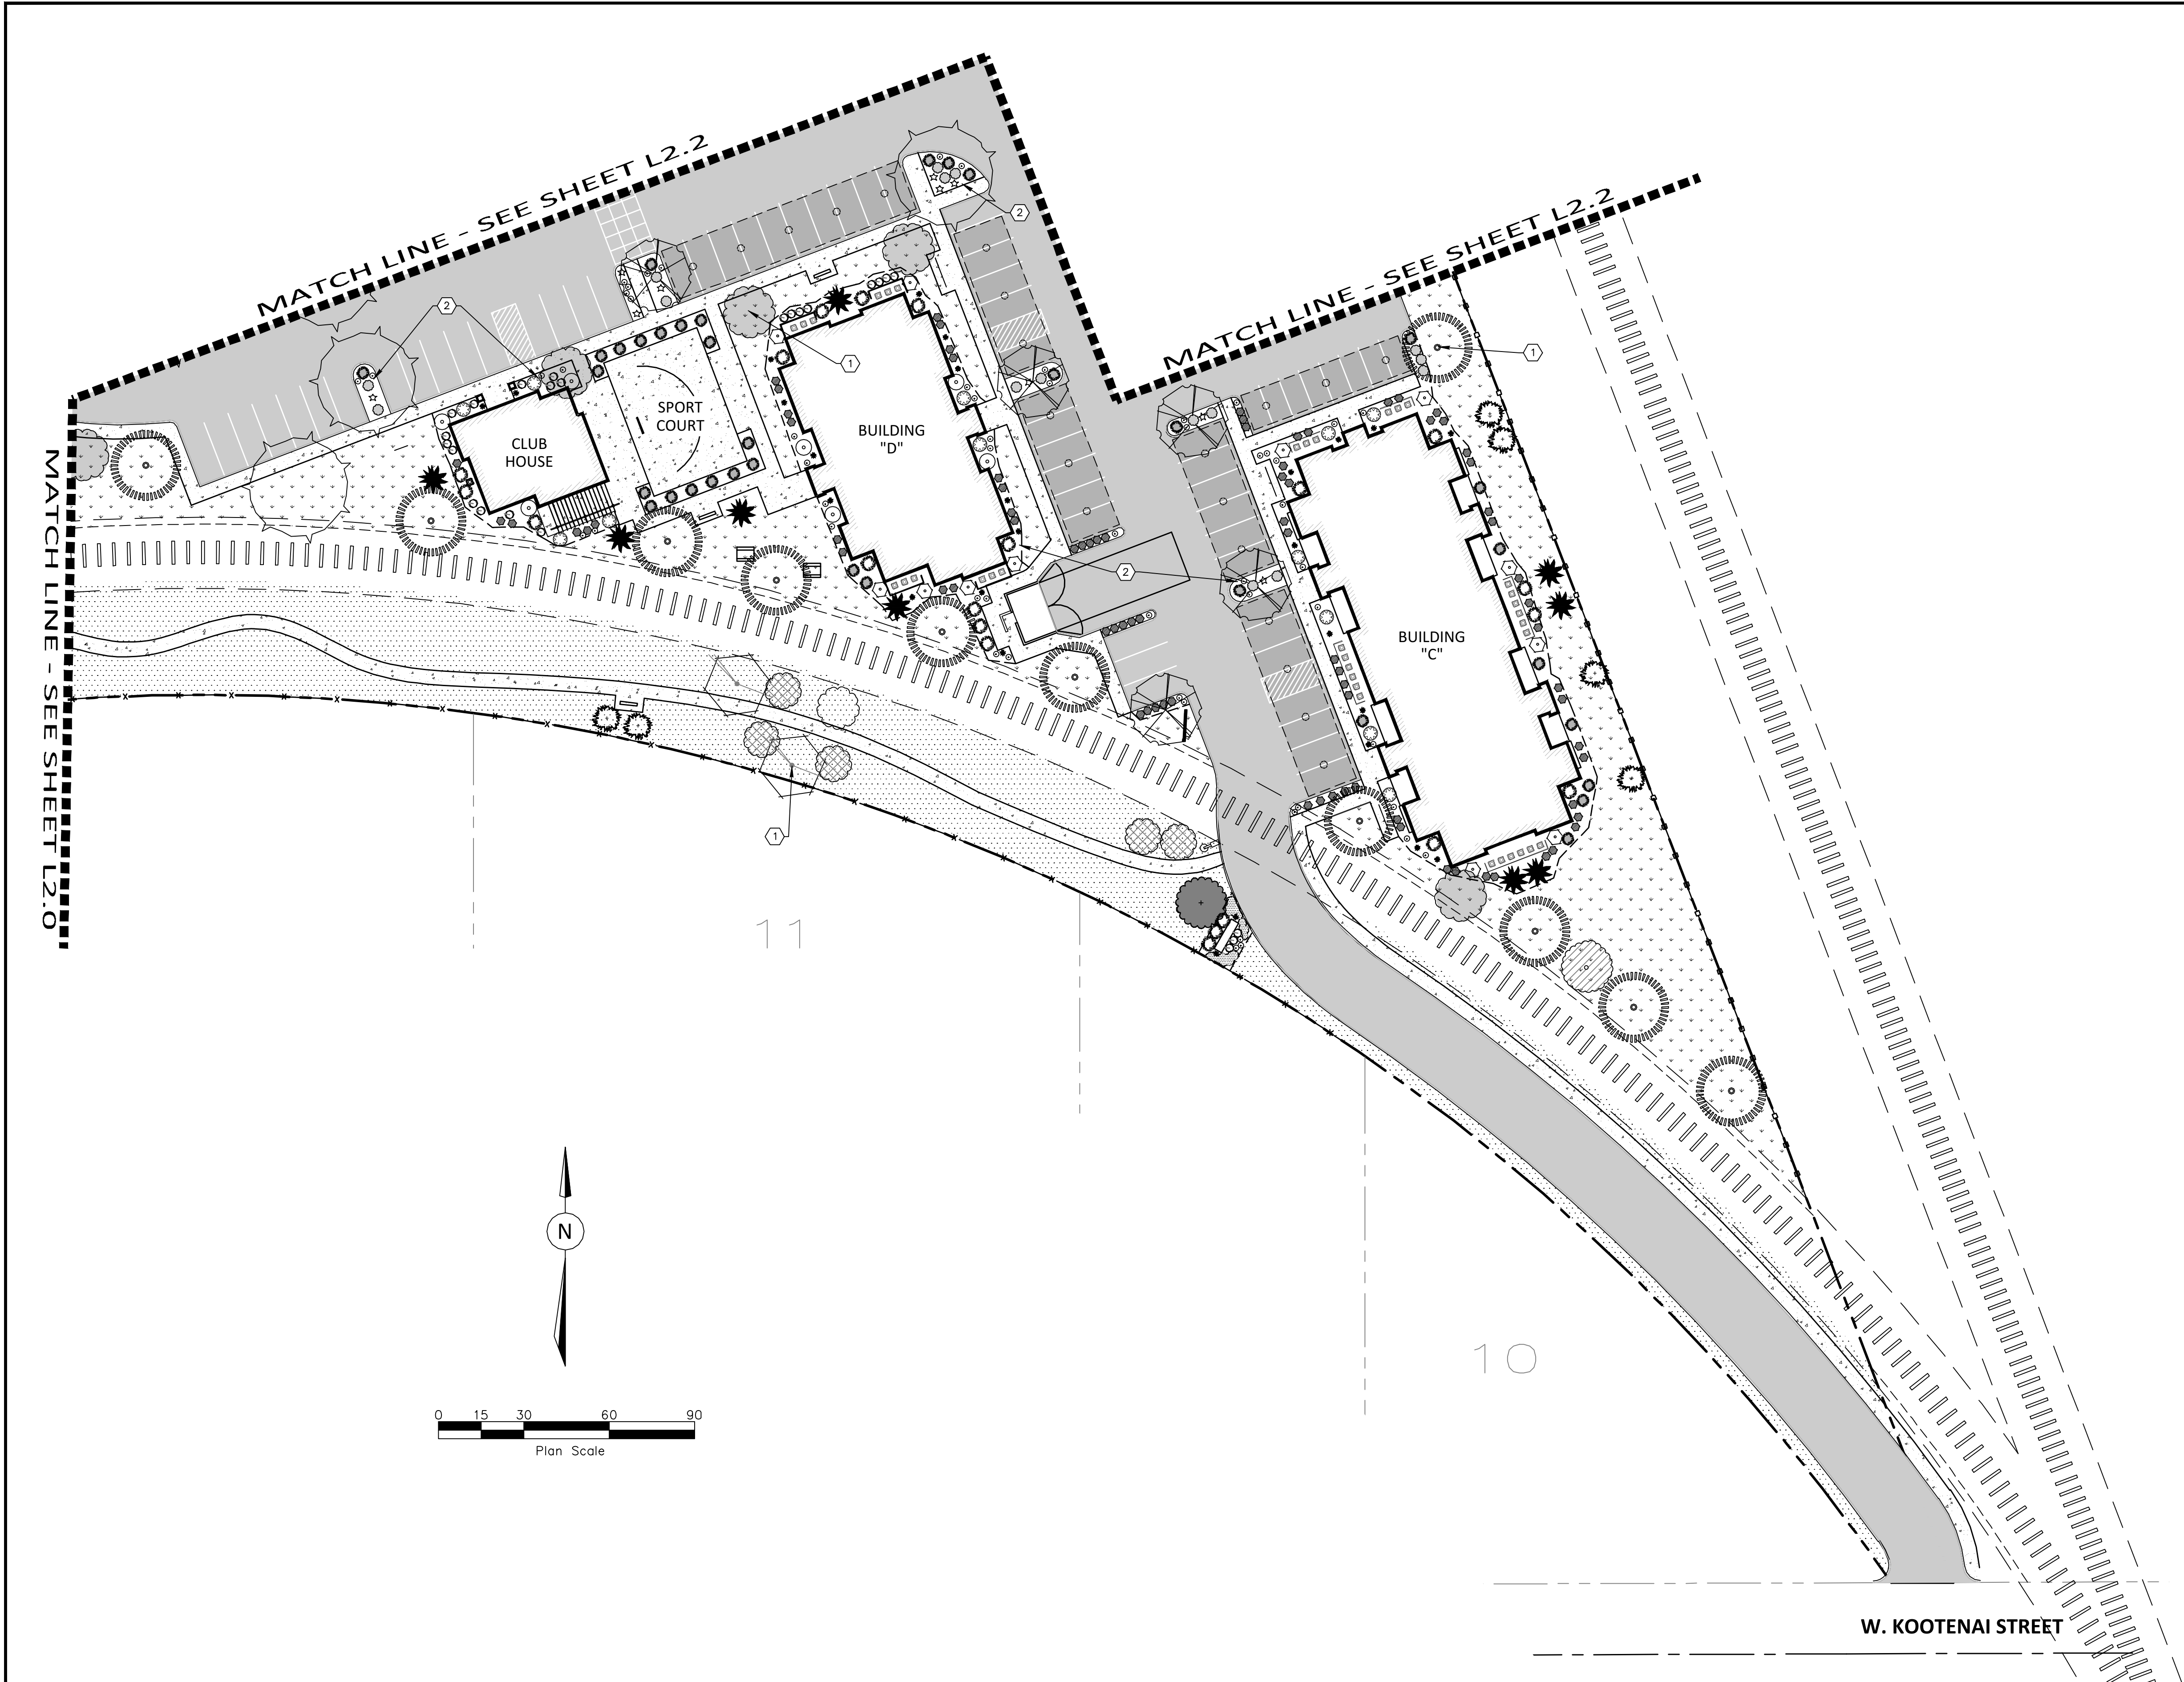 MATCH LINE - SEE SHEET L2.2
MATCH LINE - SEE SHEET L2.2
MATCH LINE - SEE SHEET L2.0
2
2
1
1
SPORT
COURT
CLUB
HOUSE
BUILDING
"D"
2
BUILDING
"C"
1
11
N
10
0 15 30 60 90
Plan Scale
W. KOOTENAI STREET